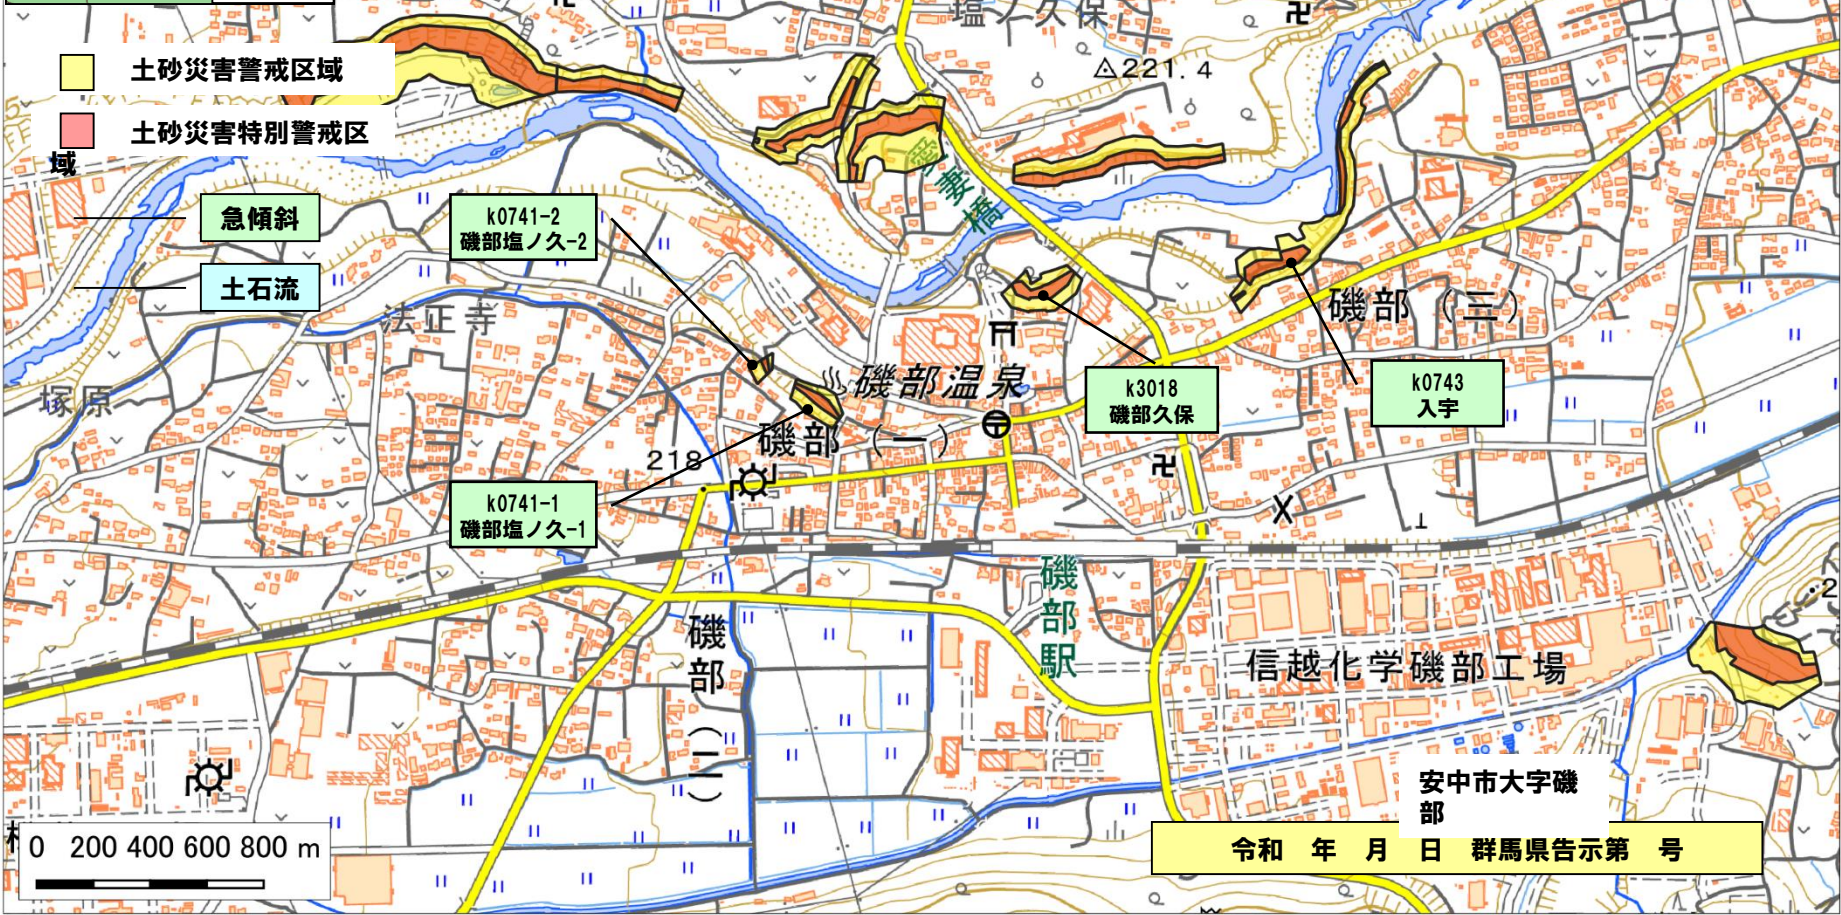 塩ノ久保
221.4
土砂災害警戒区域
土砂災害特別警戒区
域
愛妻橋
急傾斜
k0741-2
磯部塩ノ久-2
土石流
法正寺
磯部（三）
塚原
磯部温泉
k3018
磯部久保
k0743
入宇
磯部（一）
218
k0741-1
磯部塩ノ久-1
磯部駅
磯部（二）
信越化学磯部工場
安中市大字磯
部
0 200 400 600 800 m
令和 年 月 日 群馬県告示第 号